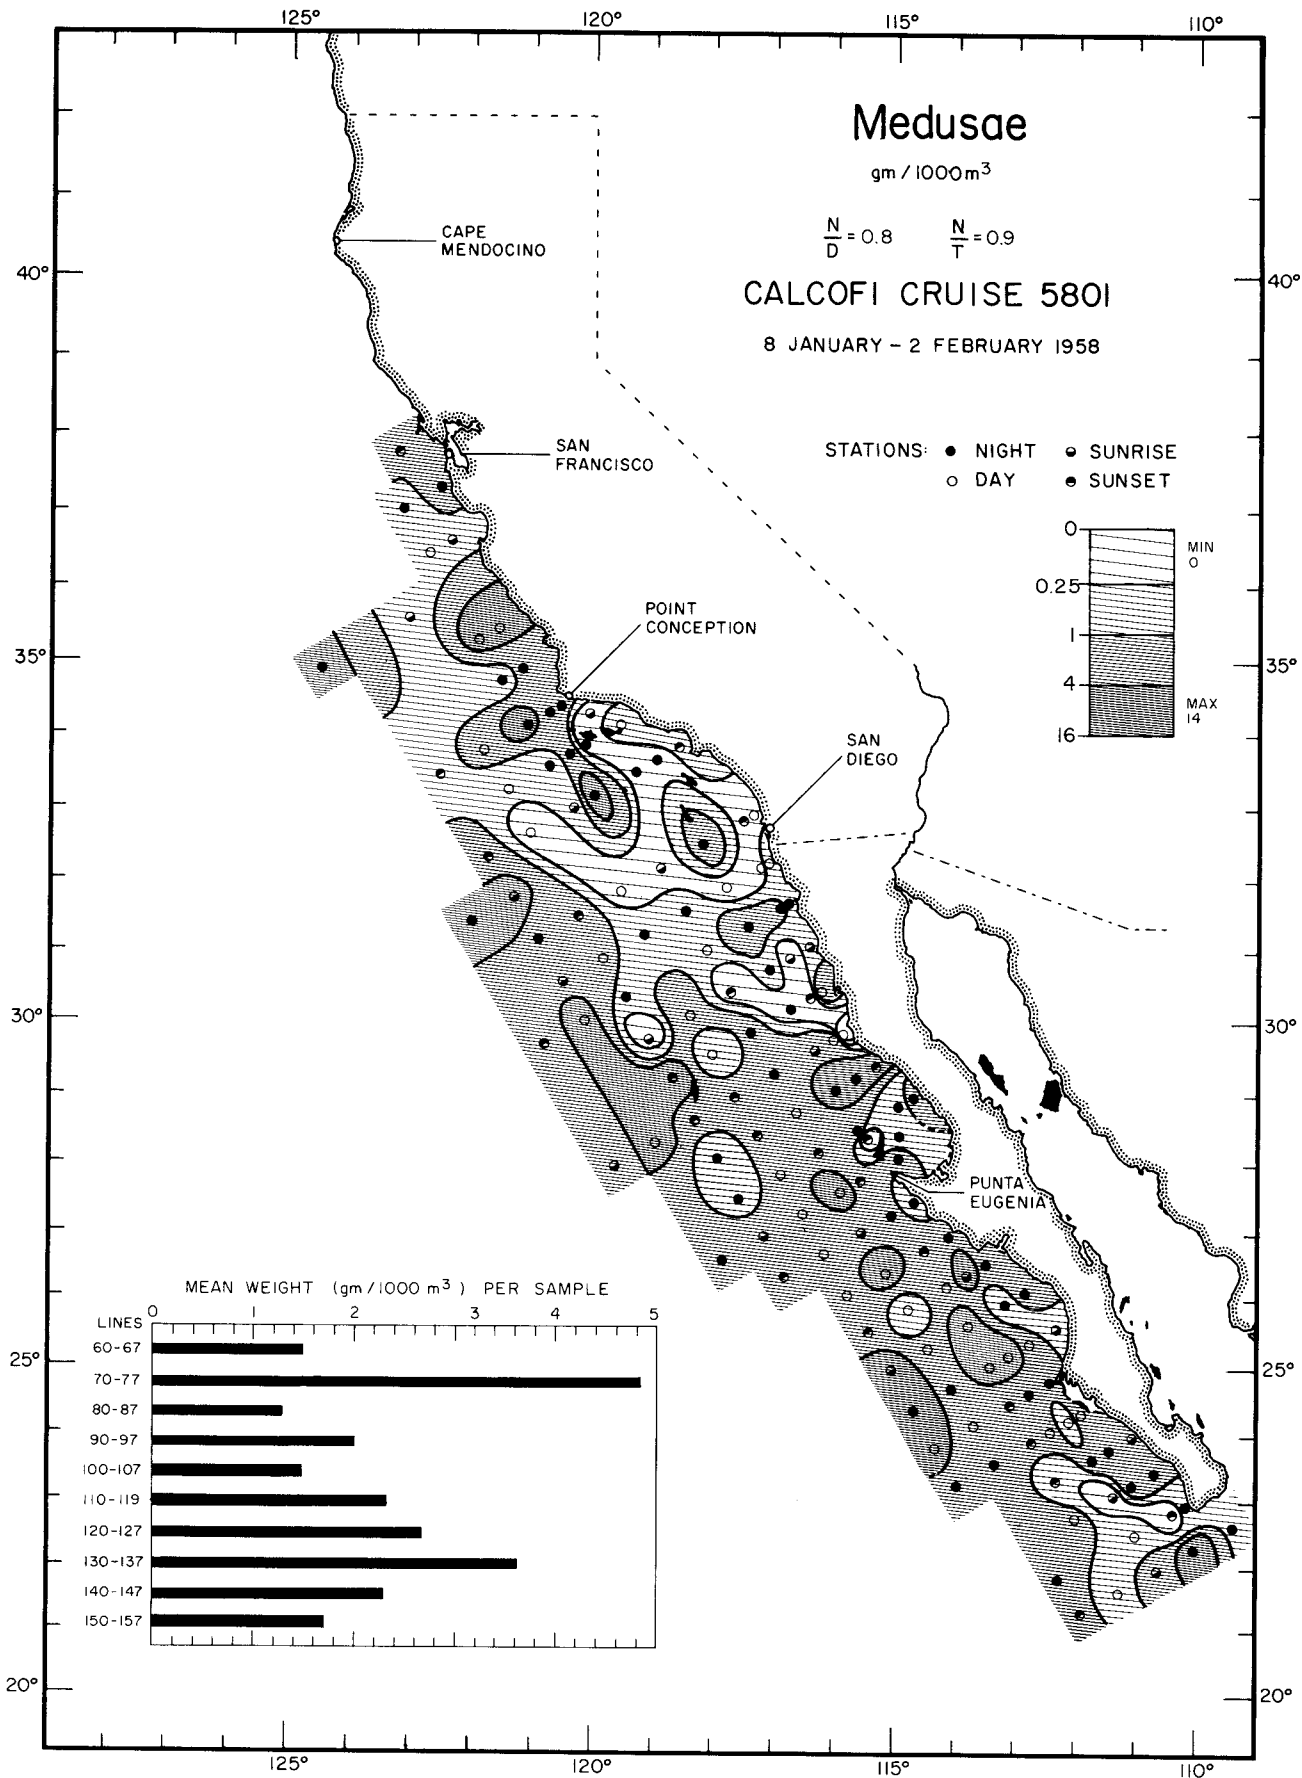 125° 120° 115° 110°
Medusae
gm/1000m³
N/D = 0.8 N/T = 0.9
CALCOFI CRUISE 5801
8 JANUARY – 2 FEBRUARY 1958
CAPE
MENDOCINO
40° 40°
STATIONS: NIGHT SUNRISE
DAY SUNSET
SAN
FRANCISCO
0
MIN
0
0.25
1
4
MAX
14
16
POINT
CONCEPTION
35° 35°
SAN
DIEGO
30° 30°
PUNTA
EUGENIA
MEAN WEIGHT (gm/1000 m³) PER SAMPLE
0 1 2 3 4 5
LINES
60-67
70-77
80-87
90-97
100-107
110-119
120-127
130-137
140-147
150-157
25° 25°
20° 20°
125° 120° 115° 110°